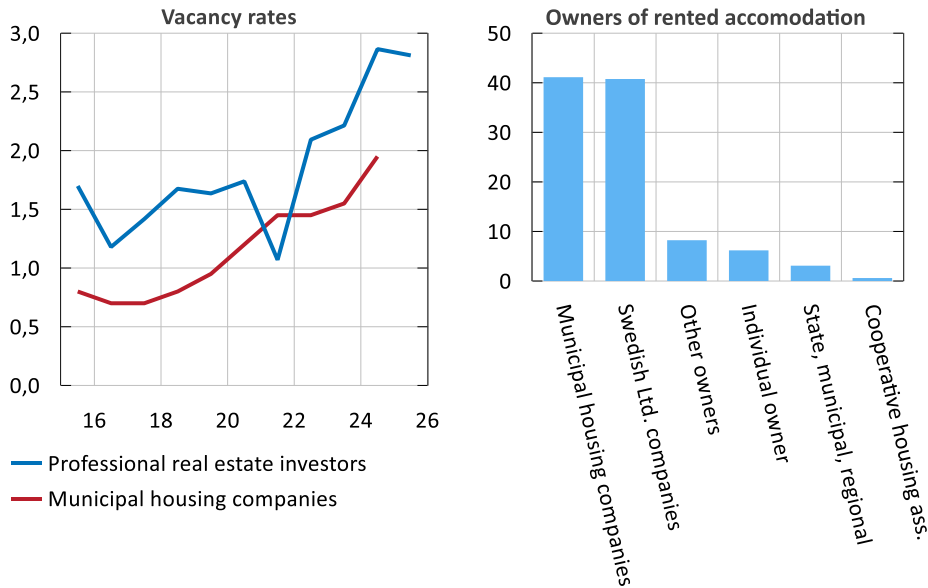 Vacancy rates
3,0
2,5
2,0
1,5
1,0
0,5
0,0
16 18 20 22 24 26
Professional real estate investors
Municipal housing companies
Owners of rented accomodation
50
40
30
20
10
0
Municipal housing companies
Swedish Ltd. companies
Other owners
Individual owner
State, municipal, regional
Cooperative housing ass.